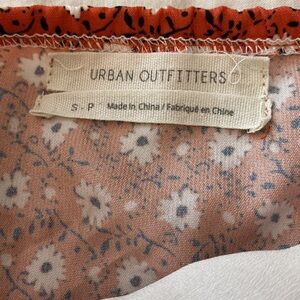 URBAN OUTFITTERS
S - P Made in China / Fabriqué en Chine